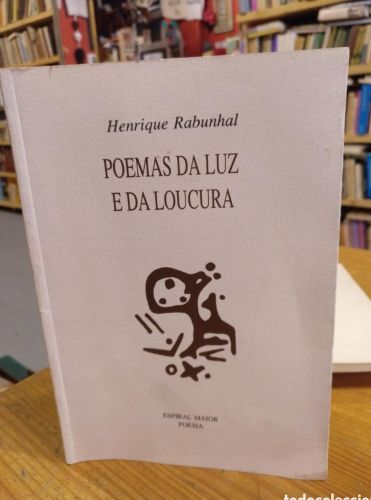 Henrique Rabunhal
POEMAS DA LUZ
E DA LOUCURA
ESPIRAL MAIOR
POESIA